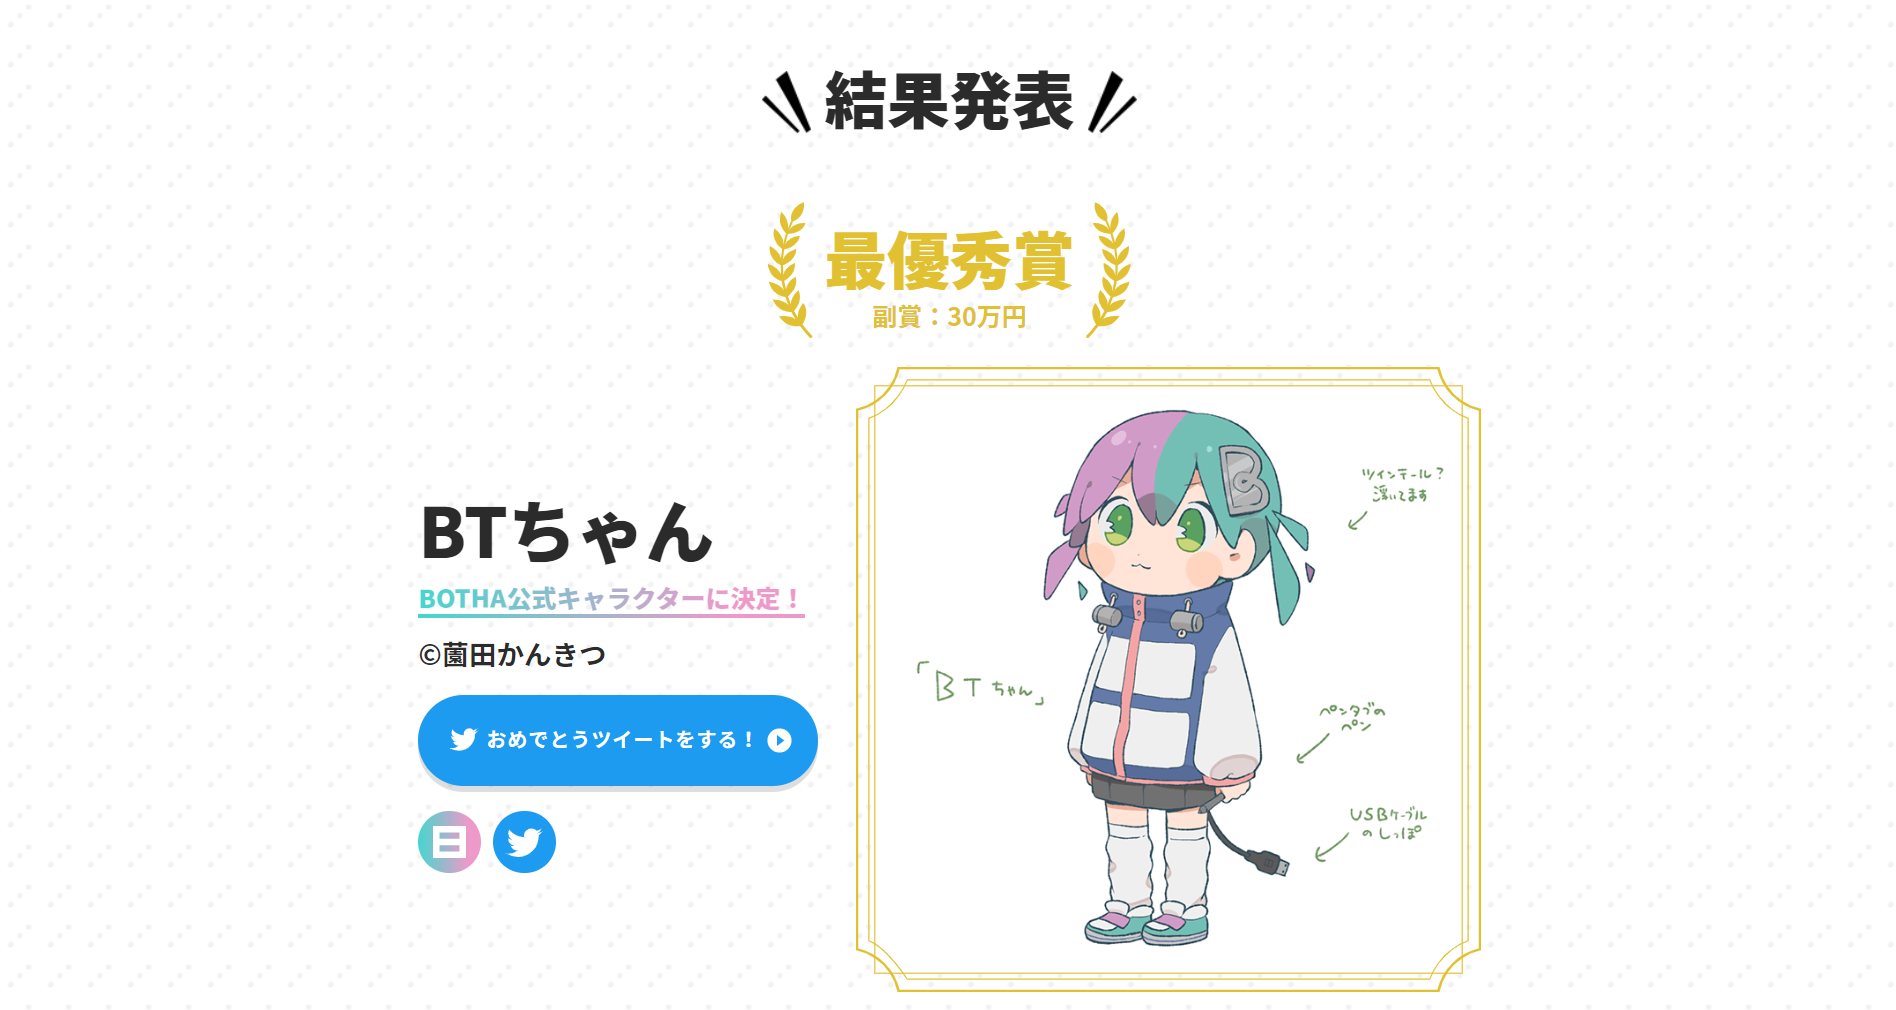 結果発表
最優秀賞
副賞：30万円
BTちゃん
BOTHA公式キャラクターに決定！
©薗田かんきつ
おめでとうツイートをする！
B
ツインテール？
浮いてます
「BTちゃん」
ペンタブの
ペン
USBケーブル
のしっぽ